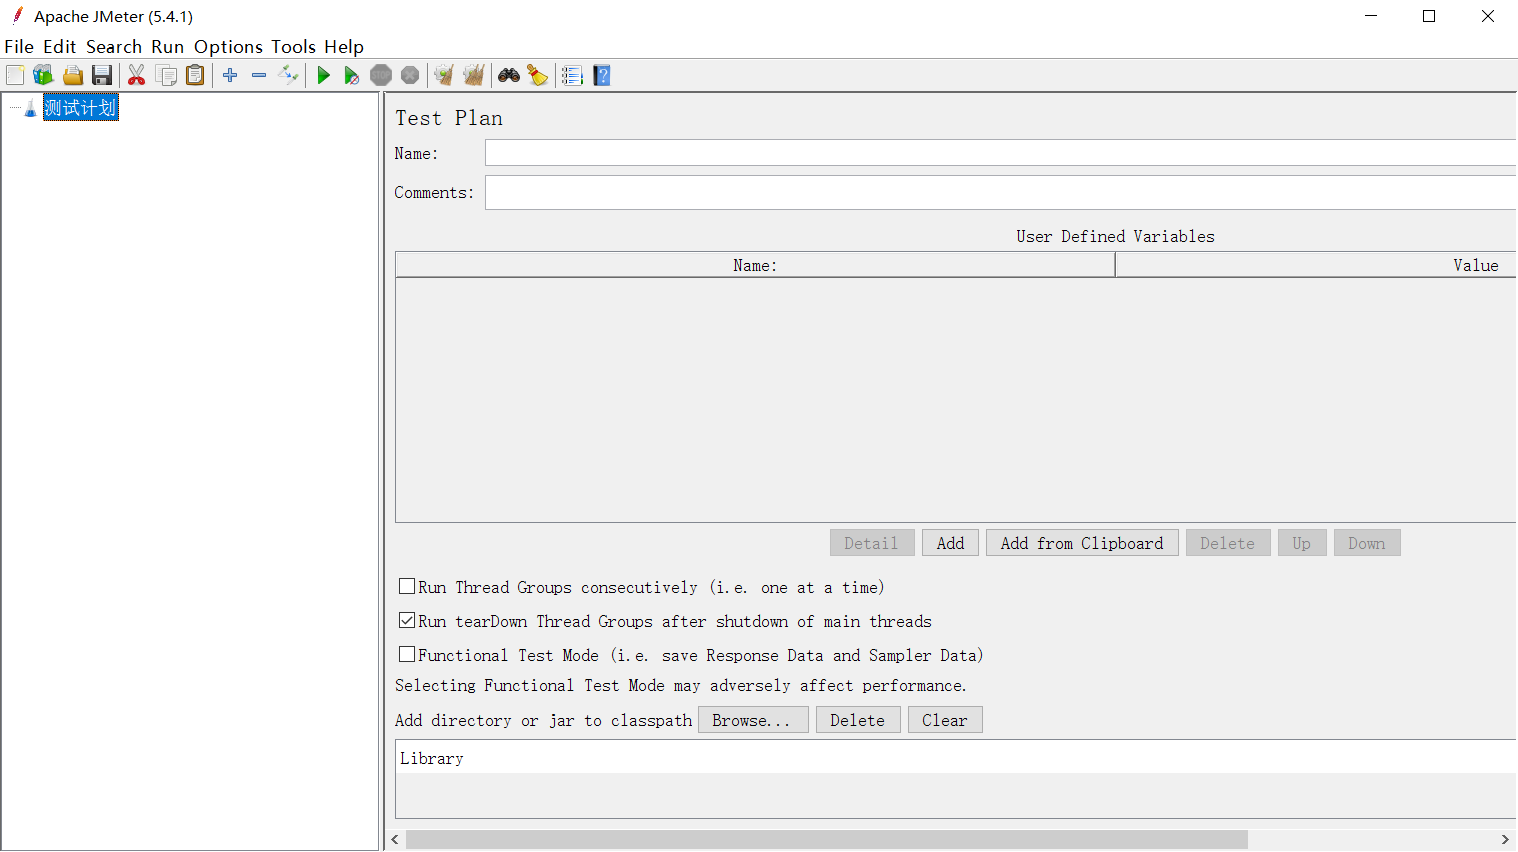 Apache JMeter (5.4.1)
File Edit Search Run Options Tools Help
STOP
测试计划
Test Plan
Name:
Comments:
User Defined Variables
Name: Value
Detail Add Add from Clipboard Delete Up Down
Run Thread Groups consecutively (i.e. one at a time)
Run tearDown Thread Groups after shutdown of main threads
Functional Test Mode (i.e. save Response Data and Sampler Data)
Selecting Functional Test Mode may adversely affect performance.
Add directory or jar to classpath Browse... Delete Clear
Library